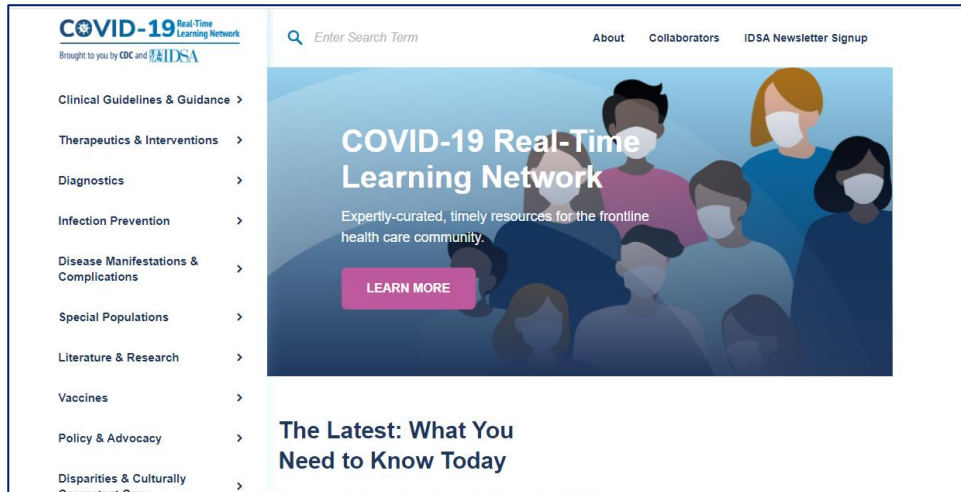 COVID-19 Real-Time
Learning Network
Brought to you by CDC and IDSA
Enter Search Term
About Collaborators IDSA Newsletter Signup
Clinical Guidelines & Guidance >
Therapeutics & Interventions >
Diagnostics >
Infection Prevention >
Disease Manifestations &
Complications >
Special Populations >
Literature & Research >
Vaccines >
Policy & Advocacy >
Disparities & Culturally
COVID-19 Real-Time
Learning Network
Expertly-curated, timely resources for the frontline
health care community.
LEARN MORE
The Latest: What You
Need to Know Today